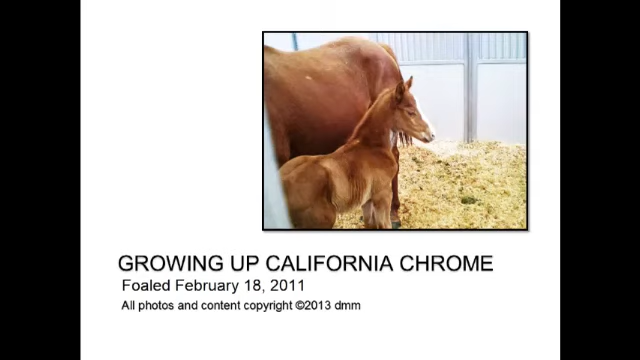 GROWING UP CALIFORNIA CHROME
Foaled February 18, 2011
All photos and content copyright ©2013 dmm